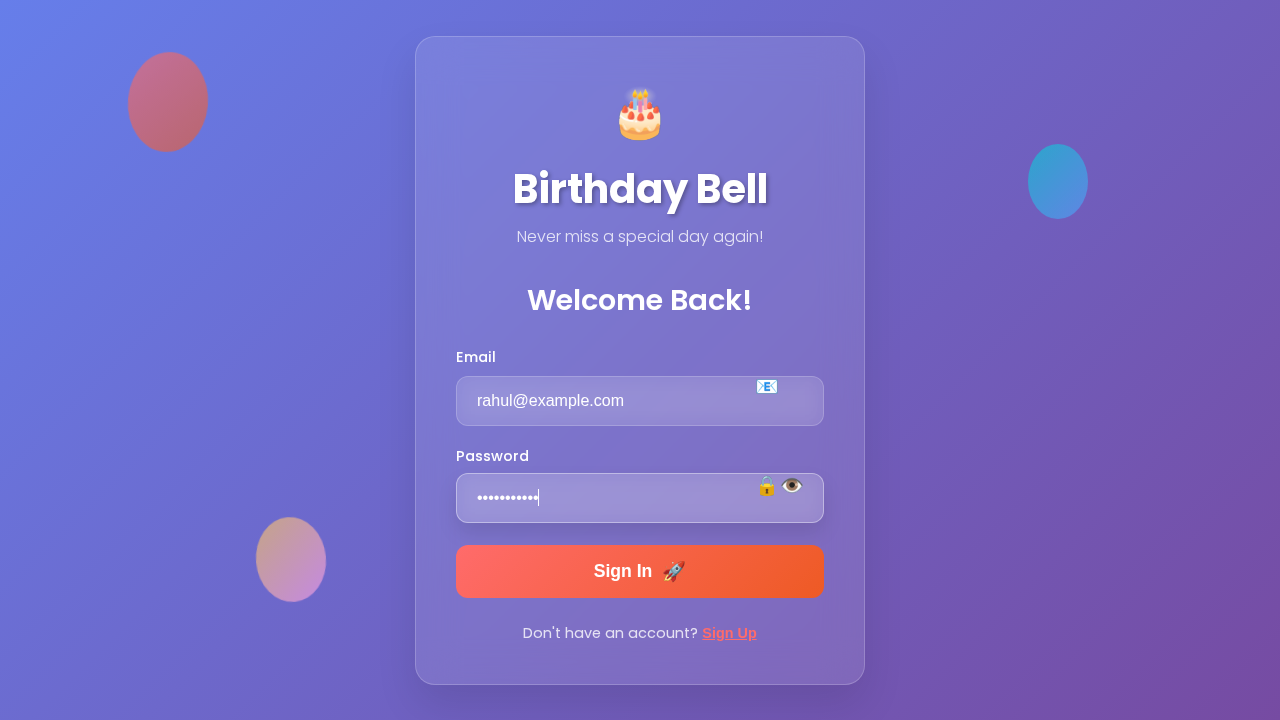 Birthday Bell
Never miss a special day again!
Welcome Back!
Email
rahul@example.com
Password
•••••••••••
Sign In 🚀
Don't have an account? Sign Up